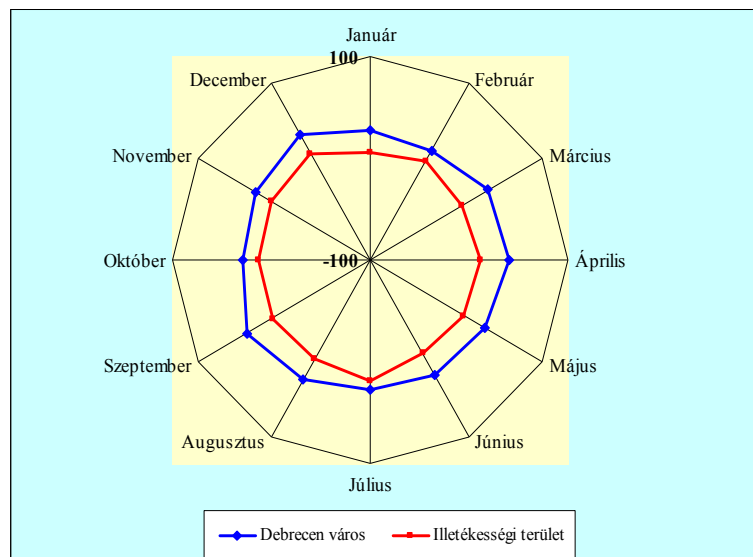 Január
100
December
Február
November
Március
Október
-100
Április
Szeptember
Május
Augusztus
Június
Július
Debrecen város
Illetékességi terület